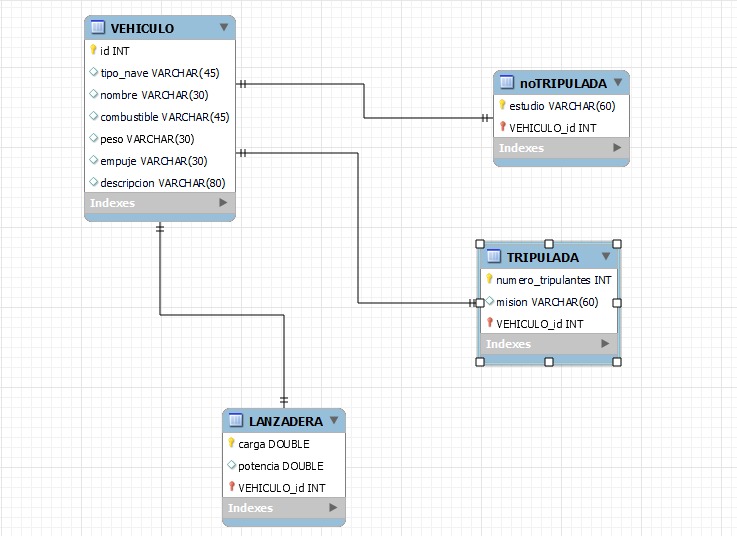 VEHICULO
id INT
tipo_nave VARCHAR(45)
nombre VARCHAR(30)
combustible VARCHAR(45)
peso VARCHAR(30)
empuje VARCHAR(30)
descripcion VARCHAR(80)
Indexes
noTRIPULADA
estudio VARCHAR(60)
VEHICULO_id INT
Indexes
TRIPULADA
numero_tripulantes INT
mision VARCHAR(60)
VEHICULO_id INT
Indexes
LANZADERA
carga DOUBLE
potencia DOUBLE
VEHICULO_id INT
Indexes